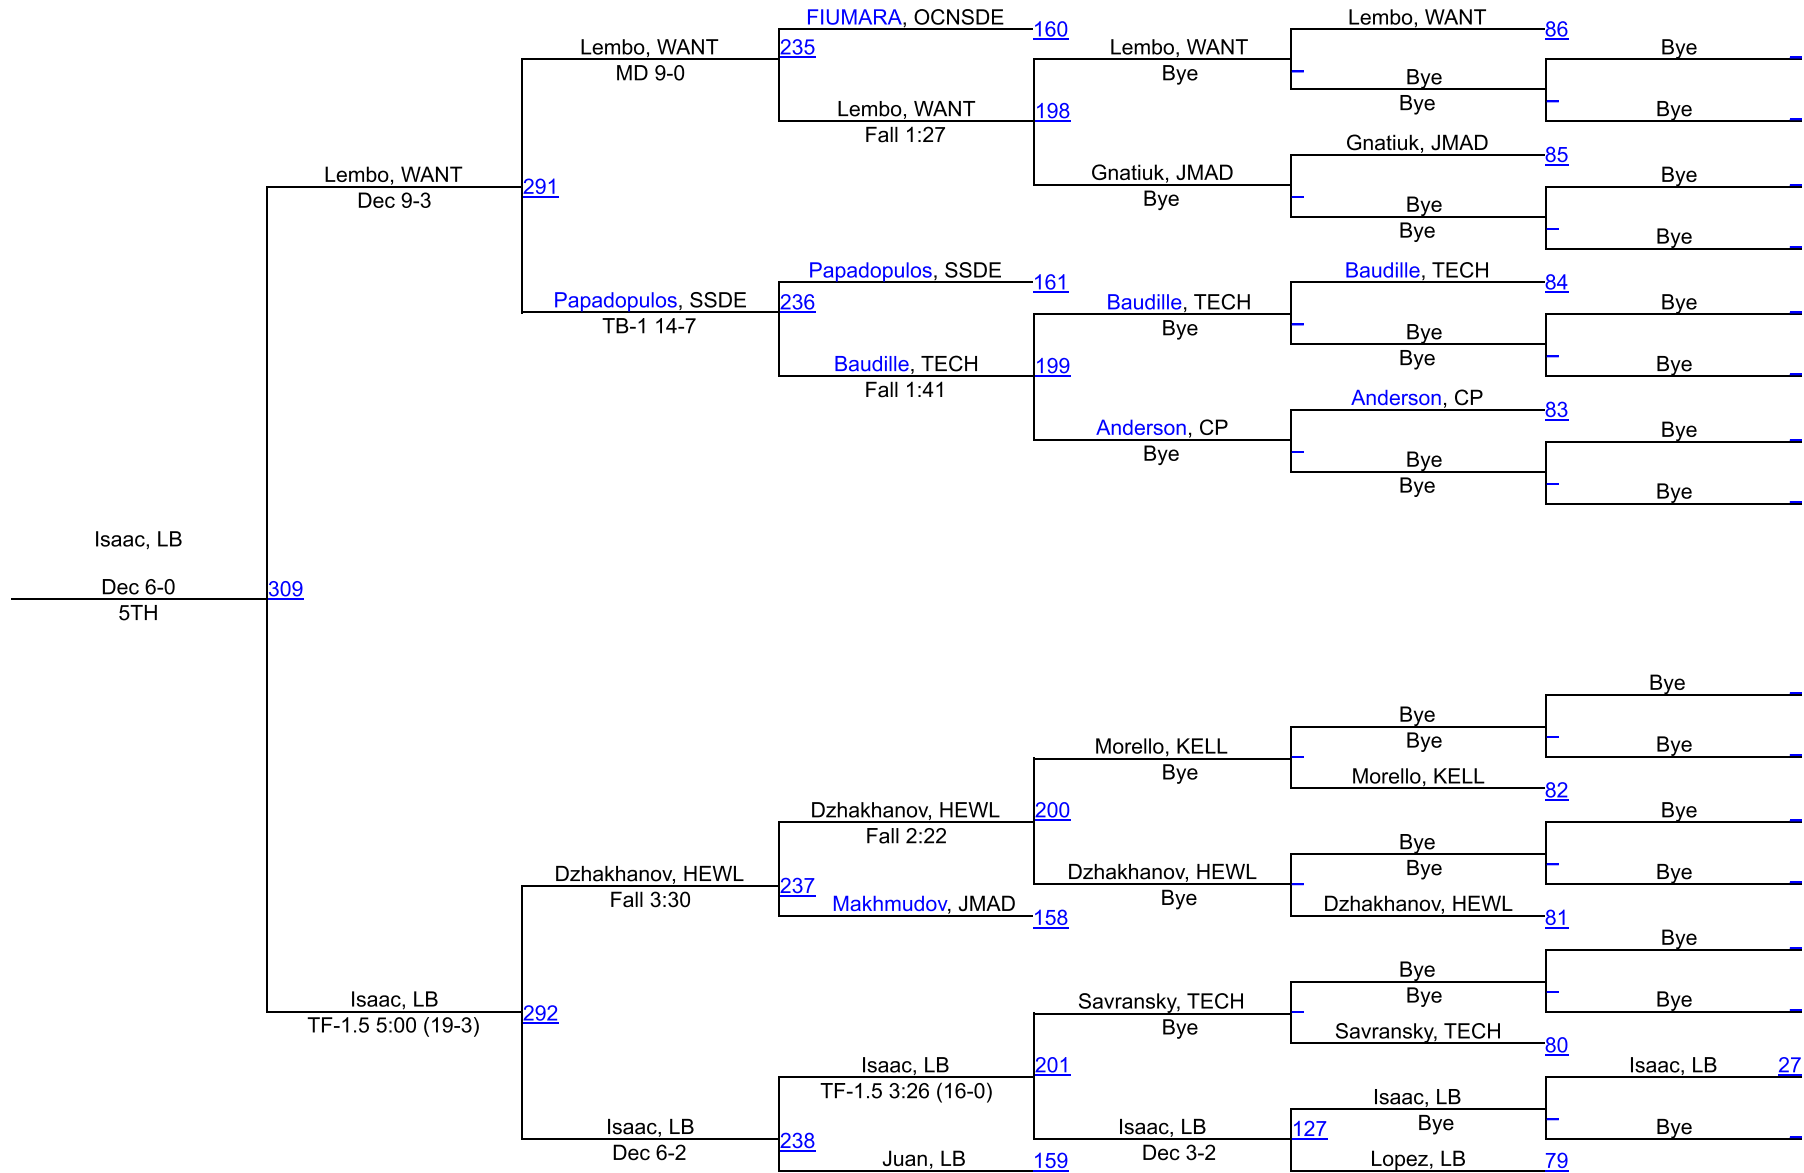 FIUMARA, OCNSDE
160
Lembo, WANT
86
Bye
Lembo, WANT
MD 9-0
235
Lembo, WANT
Bye
Bye
Bye
Lembo, WANT
Fall 1:27
198
Bye
Gnatiuk, JMAD
85
Lembo, WANT
Dec 9-3
291
Gnatiuk, JMAD
Bye
Bye
Bye
Bye
Bye
Papadopulos, SSDE
161
Baudille, TECH
84
Papadopulos, SSDE
TB-1 14-7
236
Baudille, TECH
Bye
Bye
Bye
Bye
Baudille, TECH
Fall 1:41
199
Bye
Anderson, CP
83
Anderson, CP
Bye
Bye
Bye
Bye
Bye
Isaac, LB
Dec 6-0
5TH
309
Bye
Morello, KELL
Bye
Bye
Bye
Bye
Morello, KELL
82
Dzhakhanov, HEWL
Fall 2:22
200
Bye
Dzhakhanov, HEWL
Fall 3:30
237
Dzhakhanov, HEWL
Bye
Bye
Bye
Bye
Makhmudov, JMAD
158
Dzhakhanov, HEWL
81
Bye
Isaac, LB
TF-1.5 5:00 (19-3)
292
Savransky, TECH
Bye
Bye
Bye
Bye
Savransky, TECH
80
Isaac, LB
TF-1.5 3:26 (16-0)
201
Isaac, LB
27
Isaac, LB
Dec 6-2
238
Isaac, LB
Dec 3-2
127
Isaac, LB
Bye
Bye
Juan, LB
159
Lopez, LB
79